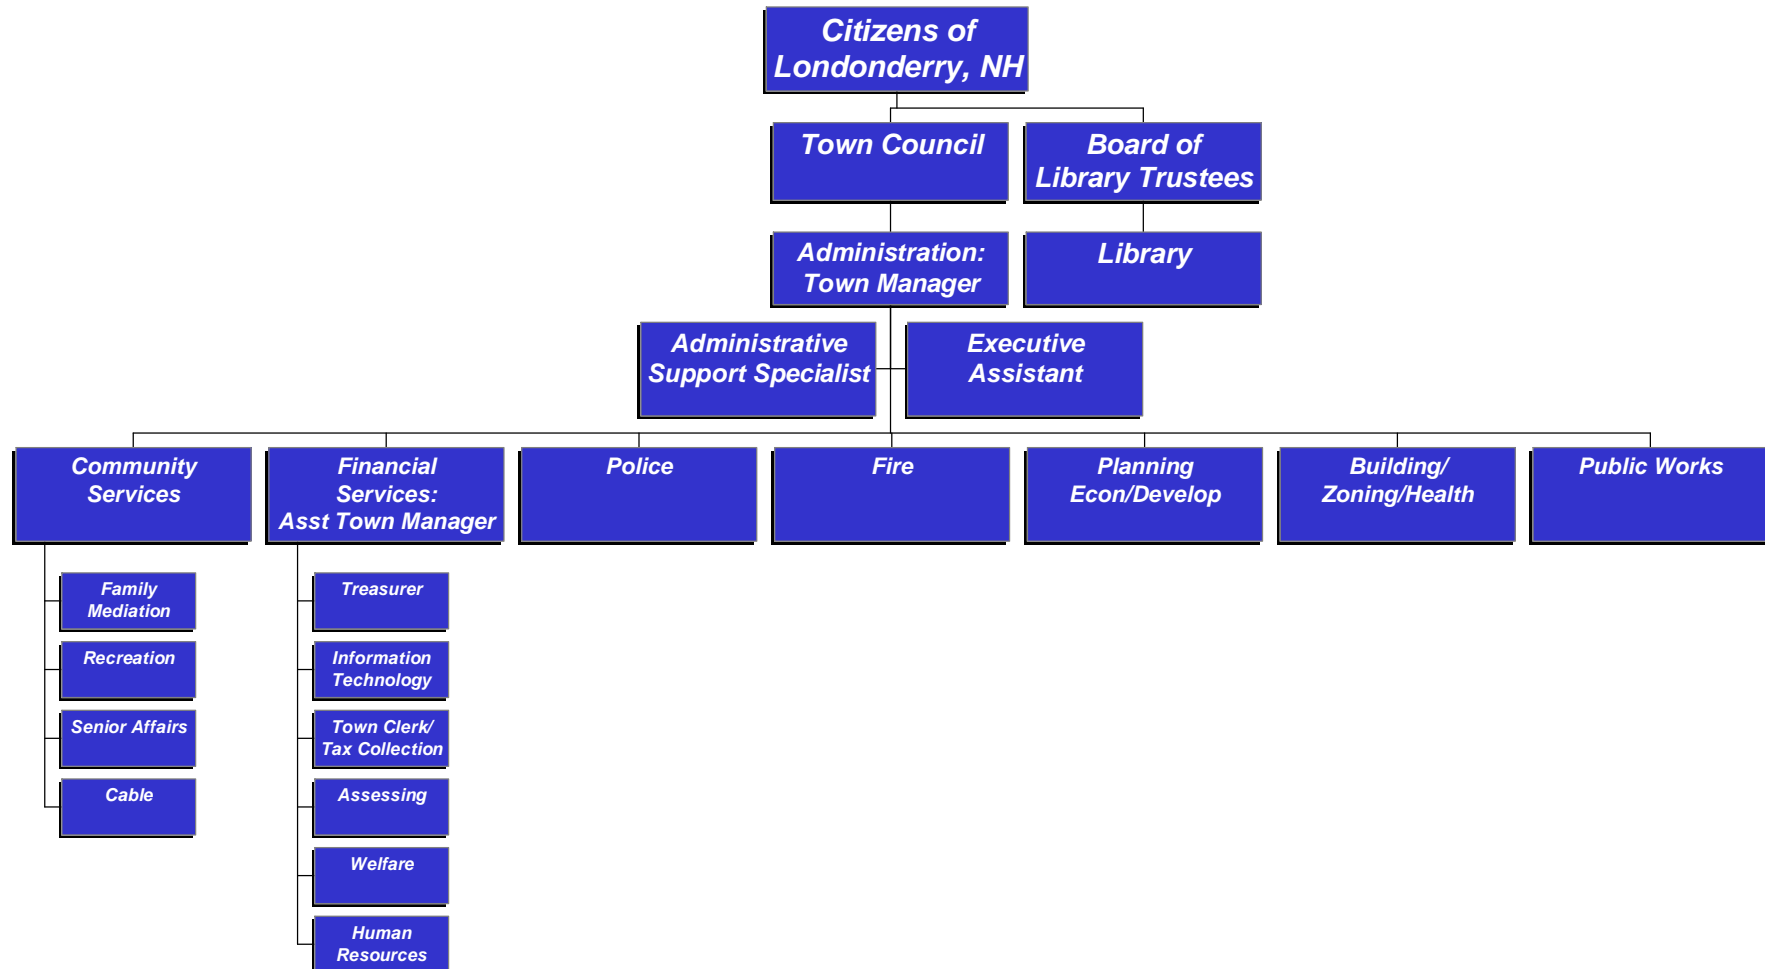 Citizens of
Londonderry, NH
Town Council
Board of
Library Trustees
Administration:
Town Manager
Library
Administrative
Support Specialist
Executive
Assistant
Community
Services
Financial
Services:
Asst Town Manager
Police
Fire
Planning
Econ/Develop
Building/
Zoning/Health
Public Works
Family
Mediation
Recreation
Senior Affairs
Cable
Treasurer
Information
Technology
Town Clerk/
Tax Collection
Assessing
Welfare
Human
Resources